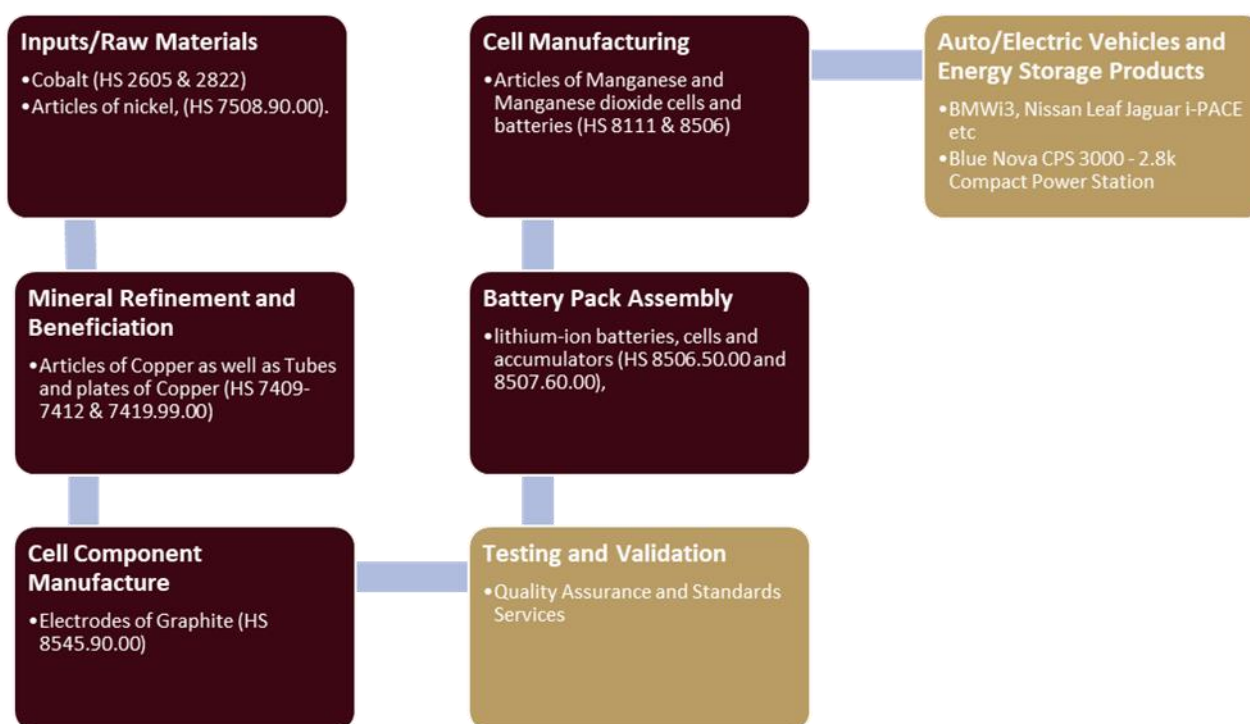 Inputs/Raw Materials
•Cobalt (HS 2605 & 2822)
•Articles of nickel, (HS 7508.90.00).
Mineral Refinement and
Beneficiation
•Articles of Copper as well as Tubes
and plates of Copper (HS 7409-
7412 & 7419.99.00)
Cell Component
Manufacture
•Electrodes of Graphite (HS
8545.90.00)
Testing and Validation
•Quality Assurance and Standards
Services
Battery Pack Assembly
•lithium-ion batteries, cells and
accumulators (HS 8506.50.00 and
8507.60.00),
Cell Manufacturing
•Articles of Manganese and
Manganese dioxide cells and
batteries (HS 8111 & 8506)
Auto/Electric Vehicles and
Energy Storage Products
•BMWi3, Nissan Leaf Jaguar i-PACE
etc
•Blue Nova CPS 3000 - 2.8k
Compact Power Station